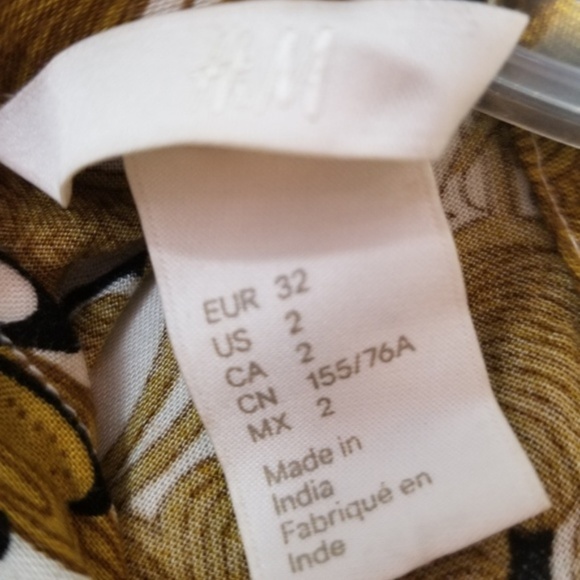 H&M
EUR 32
US 2
CA 2
CN 155/76A
MX 2
Made in
India
Fabriqué en
Inde